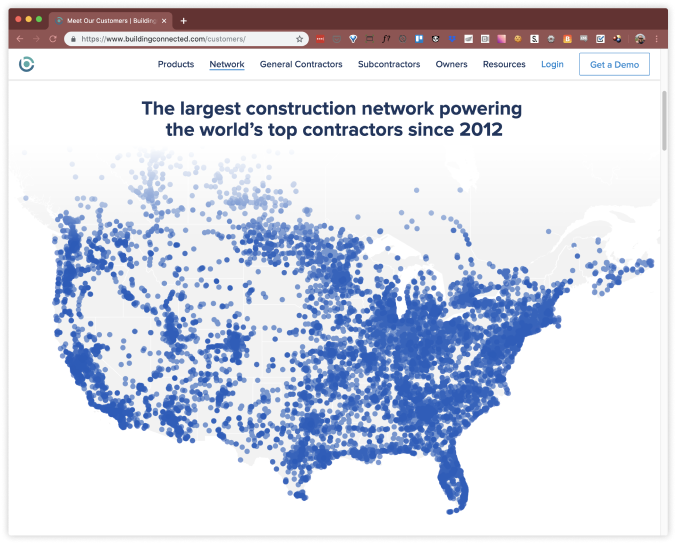 Meet Our Customers | Building
https://www.buildingconnected.com/customers/
Products Network General Contractors Subcontractors Owners Resources Login Get a Demo
The largest construction network powering
the world's top contractors since 2012